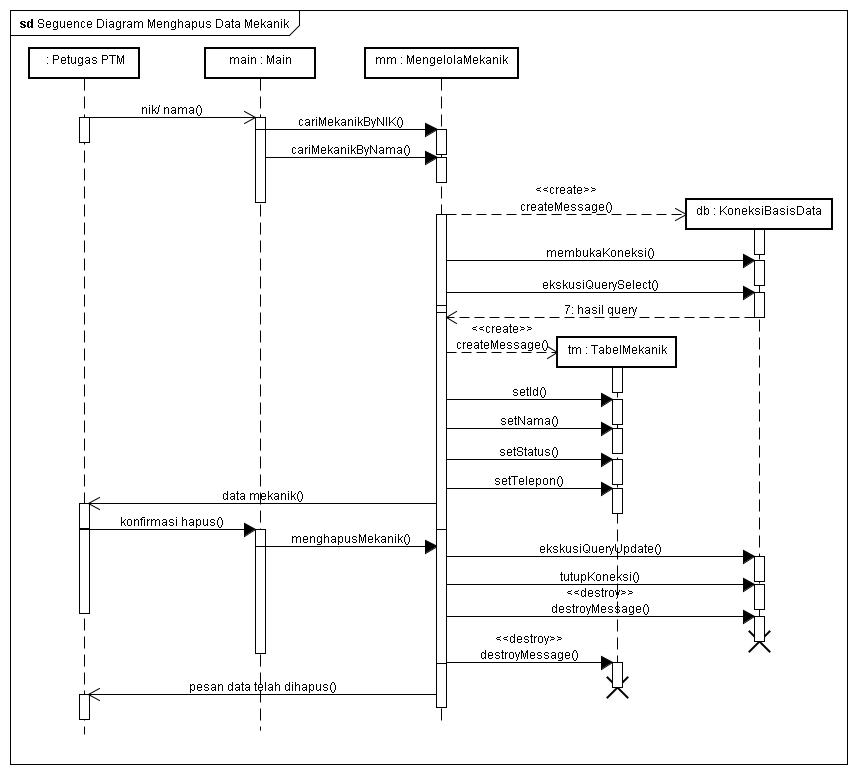 sd Seguence Diagram Menghapus Data Mekanik
: Petugas PTM
main : Main
mm : MengelolaMekanik
nik/ nama()
cariMekanikByNIK()
cariMekanikByNama()
<<create>>
createMessage()
db : KoneksiBasisData
membukaKoneksi()
ekskusiQuerySelect()
7: hasil query
<<create>>
createMessage()
tm : TabelMekanik
setId()
setNama()
setStatus()
setTelepon()
data mekanik()
konfirmasi hapus()
menghapusMekanik()
ekskusiQueryUpdate()
tutupKoneksi()
<<destroy>>
destroyMessage()
<<destroy>>
destroyMessage()
pesan data telah dihapus()